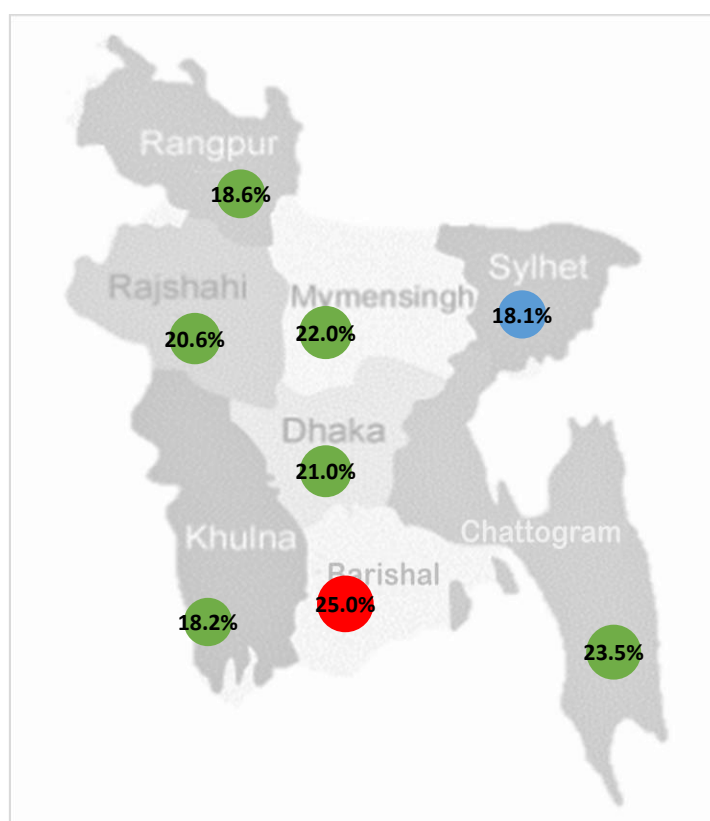 Rangpur
18.6%
Sylhet
Rajshahi
Mymensingh
18.1%
20.6%
22.0%
Dhaka
21.0%
Khulna
Chattogram
Barishal
25.0%
18.2%
23.5%